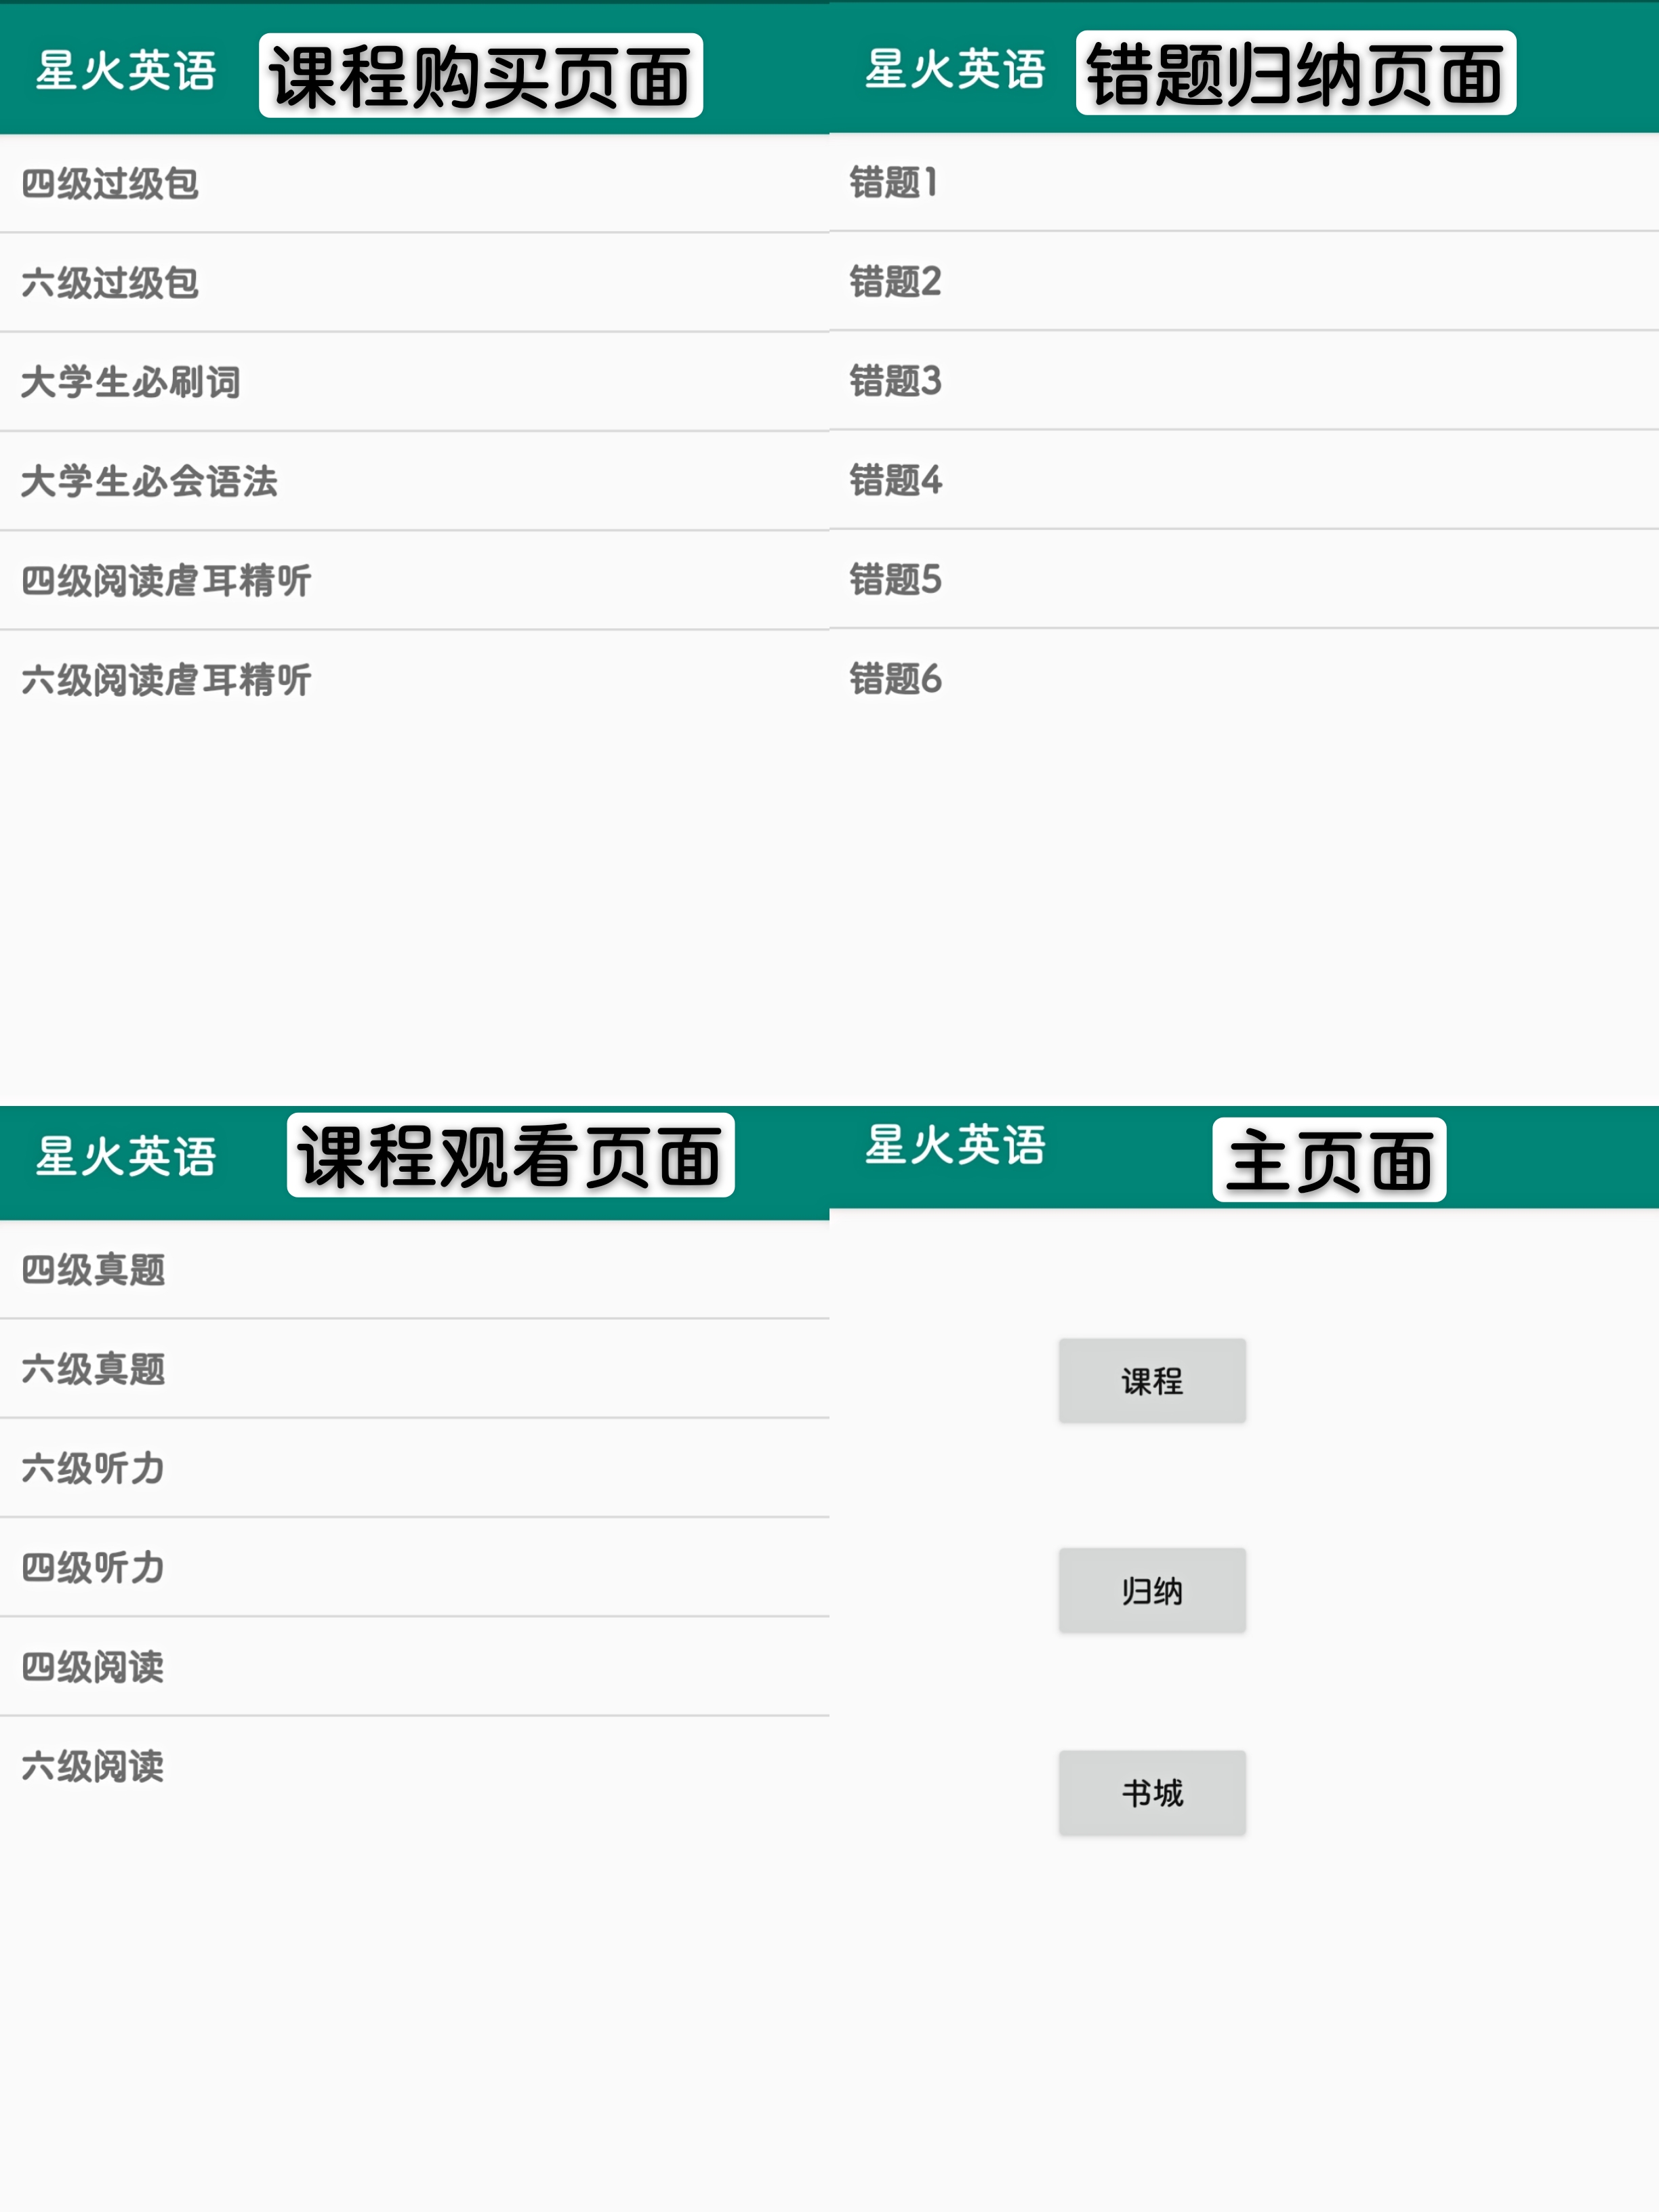 星火英语 课程购买页面
四级过级包
六级过级包
大学生必刷词
大学生必会语法
四级阅读虐耳精听
六级阅读虐耳精听
星火英语 错题归纳页面
错题1
错题2
错题3
错题4
错题5
错题6
星火英语 课程观看页面
四级真题
六级真题
六级听力
四级听力
四级阅读
六级阅读
星火英语 主页面
课程
归纳
书城